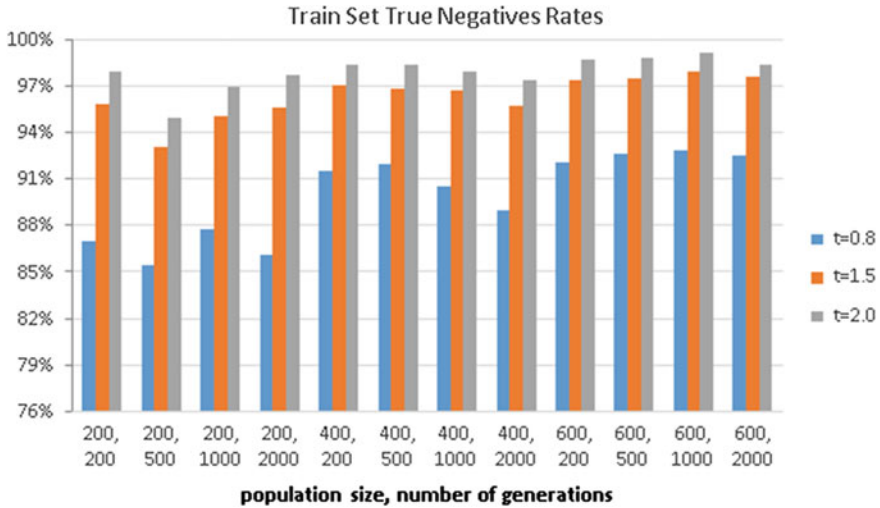 Train Set True Negatives Rates
100%
97%
94%
91%
88%
85%
82%
79%
76%
200, 200, 200, 200, 400, 400, 400, 400, 600, 600, 600, 600,
200 500 1000 2000 200 500 1000 2000 200 500 1000 2000
population size, number of generations
t=0.8
t=1.5
t=2.0